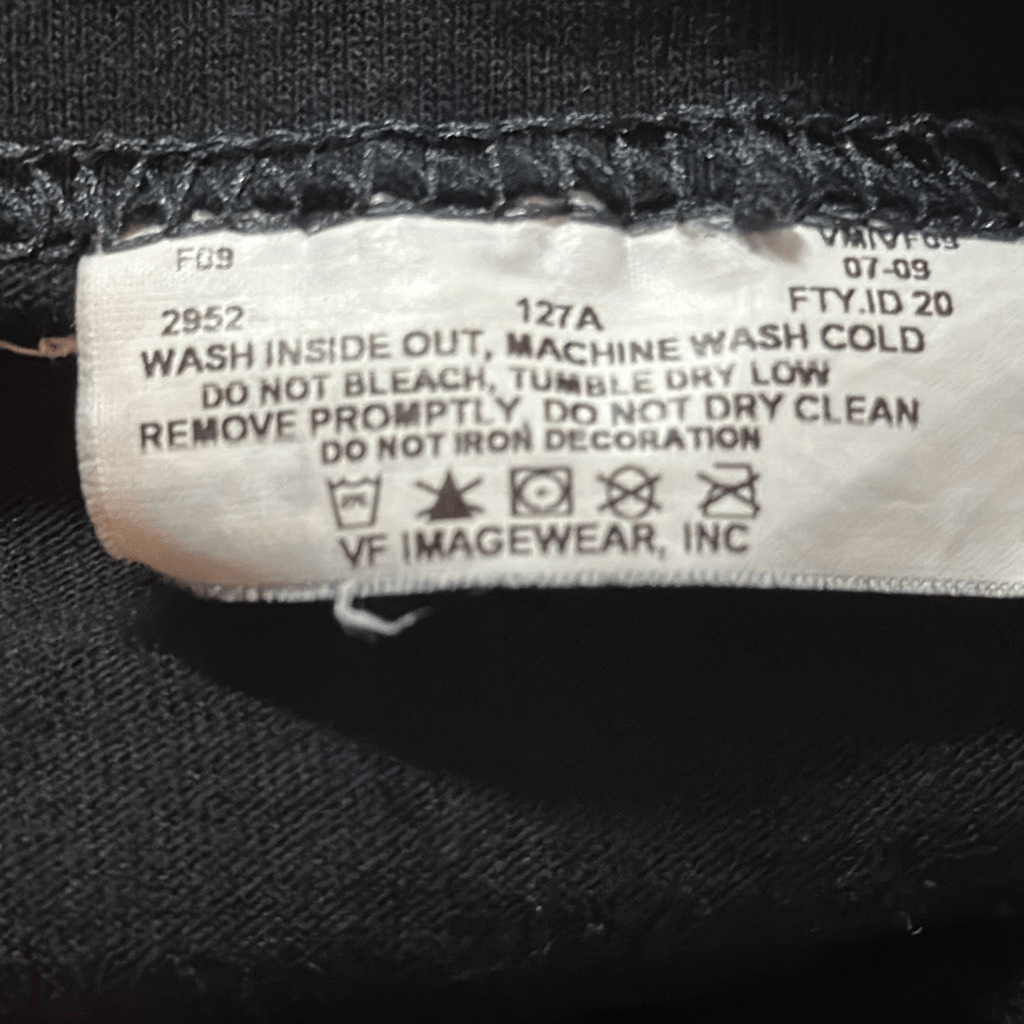 F09
VMIVF09
07-09
2952 127A FTY.ID 20
WASH INSIDE OUT, MACHINE WASH COLD
DO NOT BLEACH, TUMBLE DRY LOW
REMOVE PROMPTLY, DO NOT DRY CLEAN
DO NOT IRON DECORATION
VF IMAGEWEAR, INC